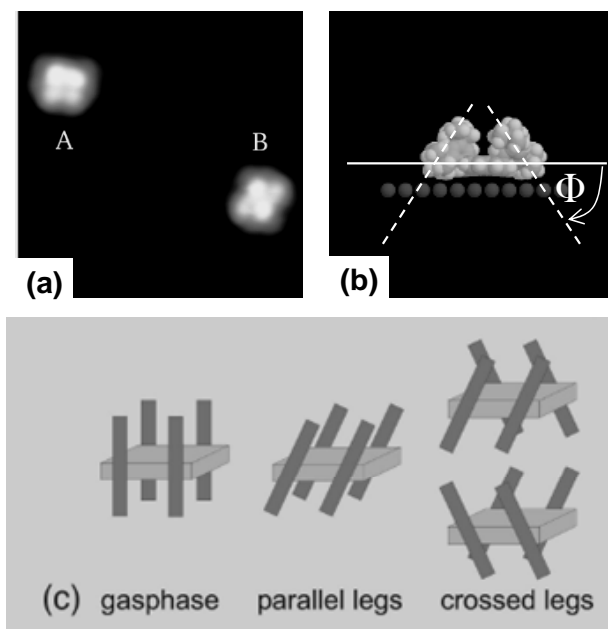 A
B
Φ
(a)
(b)
(c) gasphase parallel legs crossed legs